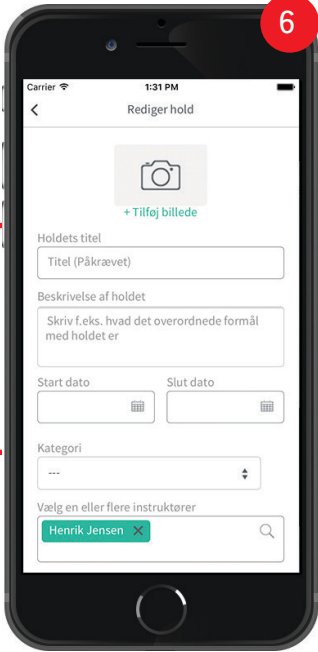 6
Carrier 1:31 PM
Rediger hold
+ Tilføj billede
Holdets titel
Titel (Påkrævet)
Beskrivelse af holdet
Skriv f.eks. hvad det overordnede formål
med holdet er
Start dato Slut dato
Kategori
---
Vælg en eller flere instruktører
Henrik Jensen ×